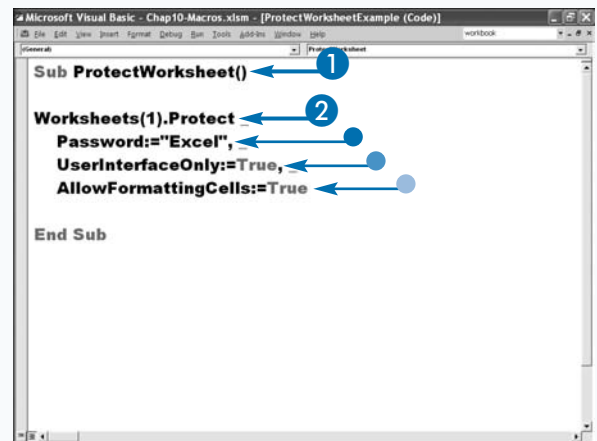 Microsoft Visual Basic - Chap10-Macros.xlsm - [ProtectWorksheetExample (Code)]
File Edit View Insert Format Debug Run Tools Add-Ins Window Help workbook
(General)
Sub ProtectWorksheet() 1
Worksheets(1).Protect _ 2
Password:="Excel", _
UserInterfaceOnly:=True, _
AllowFormattingCells:=True
End Sub